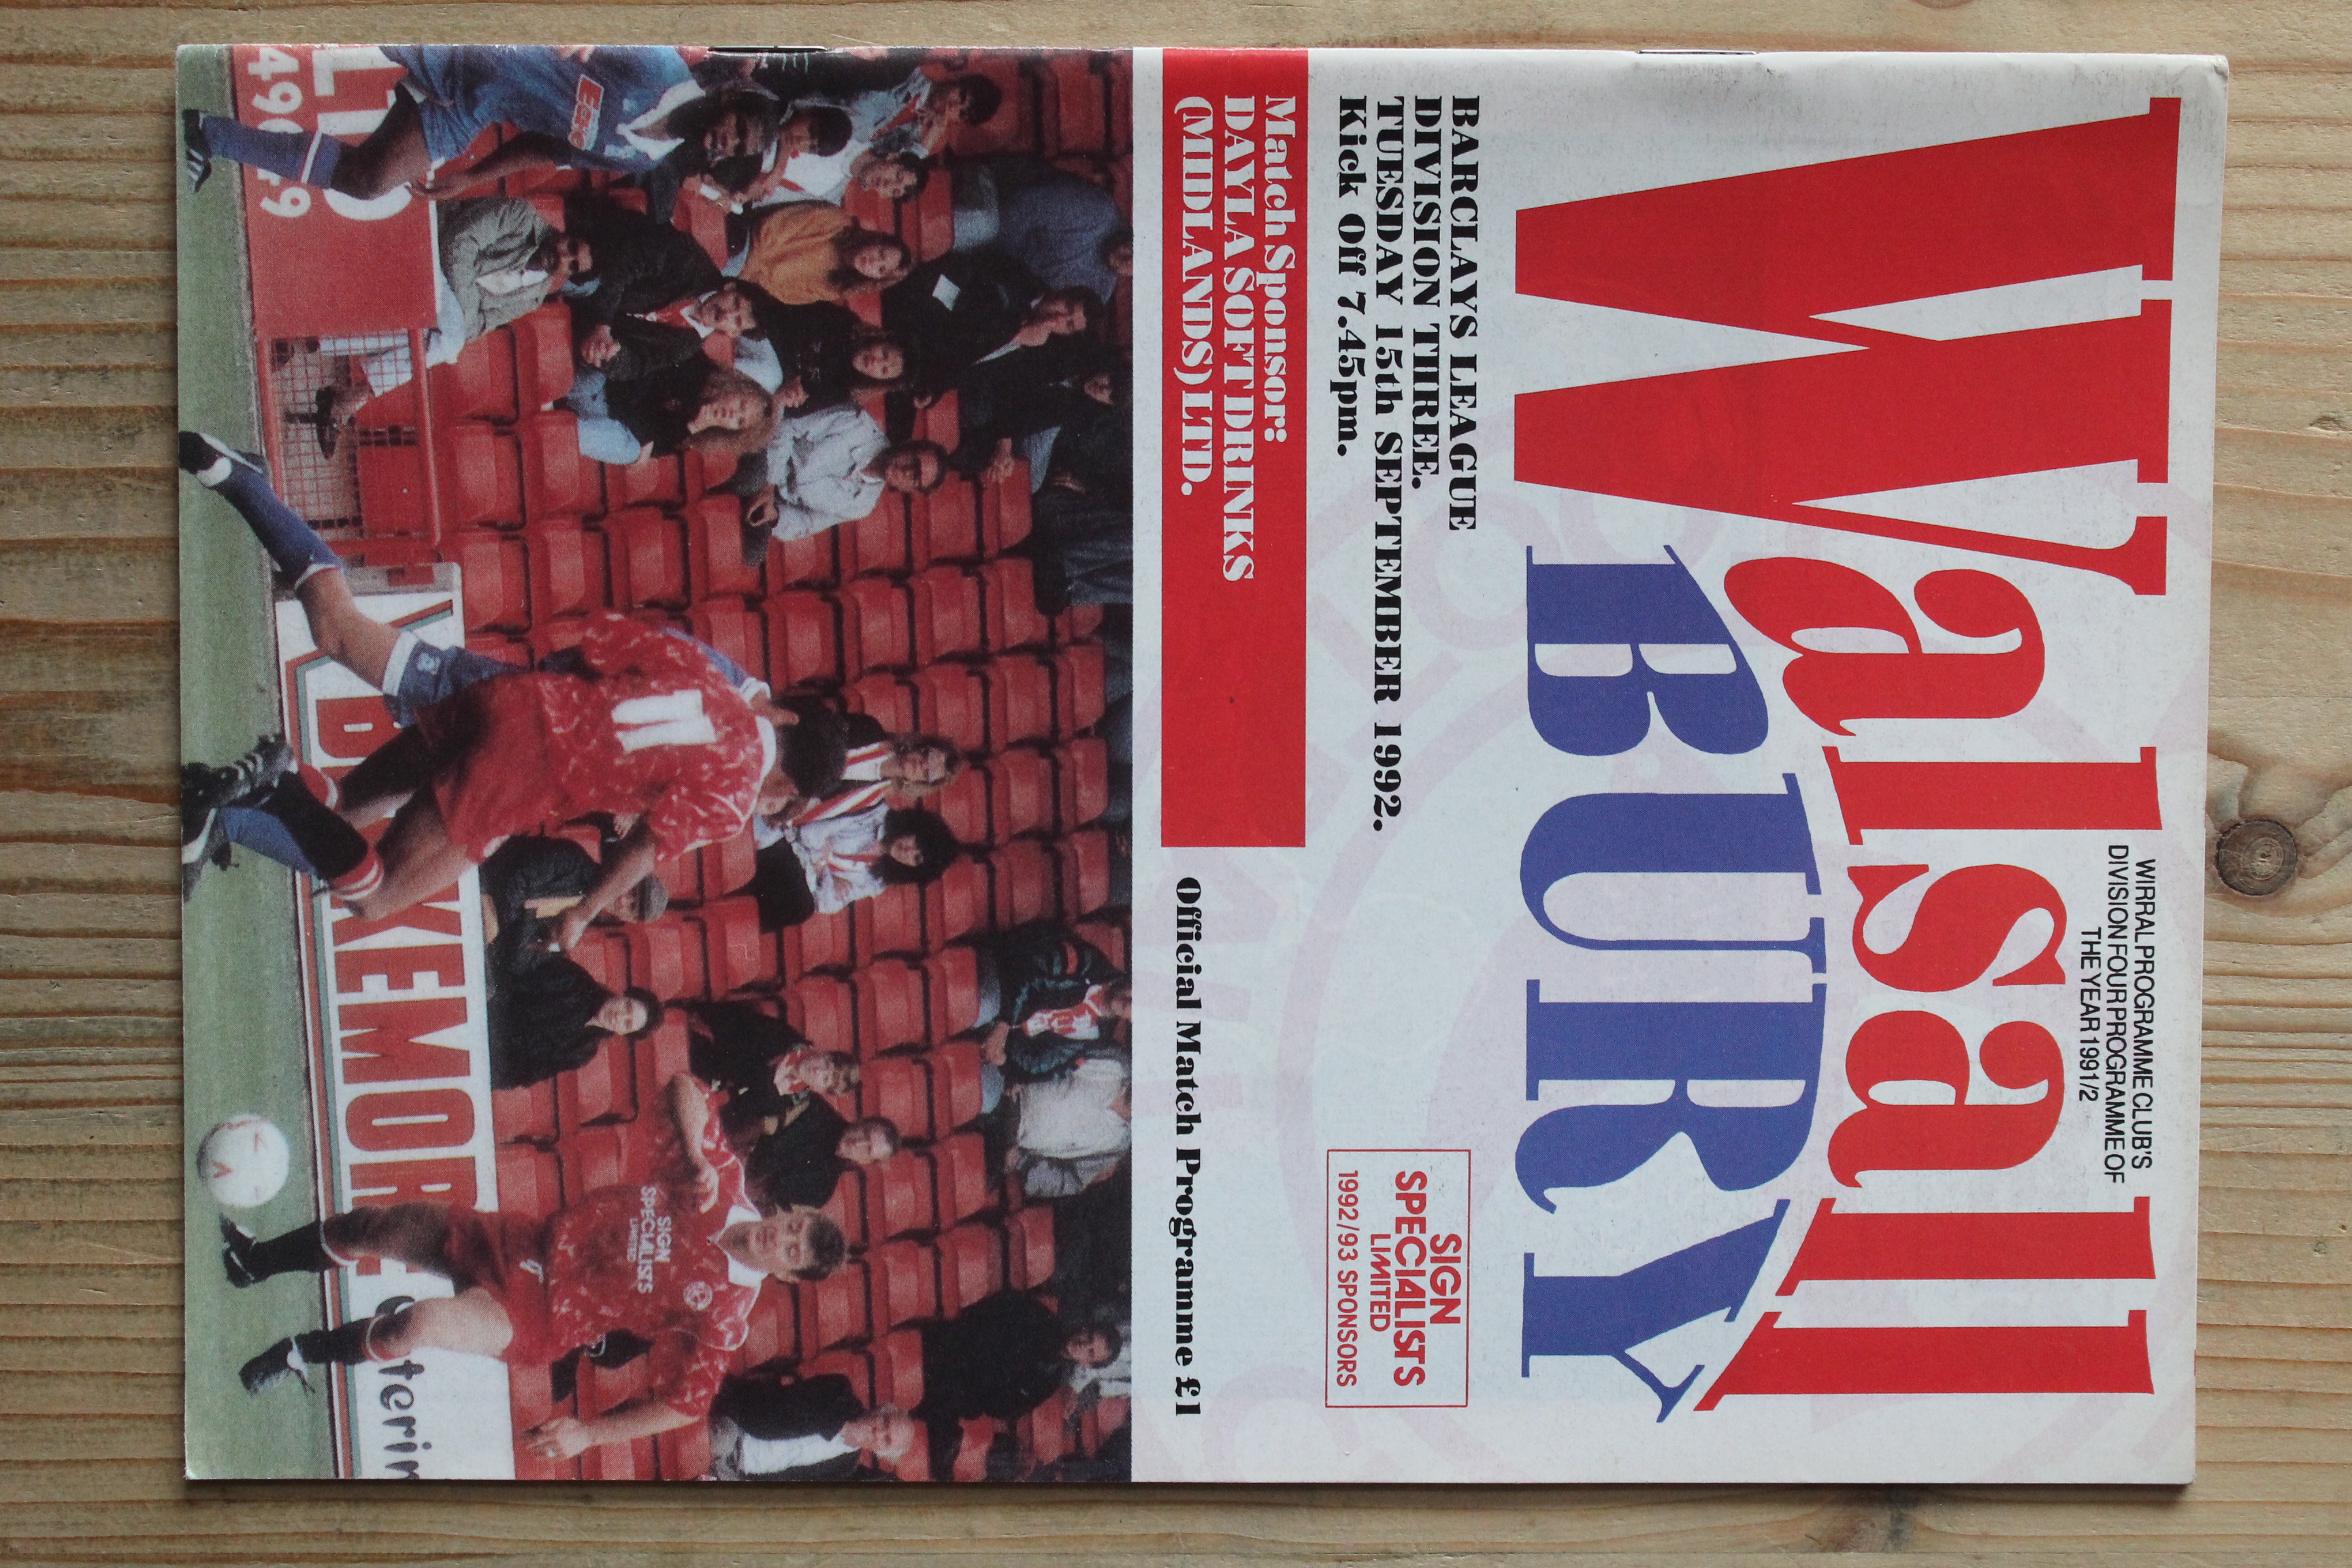 Walsall
WIRRAL PROGRAMME CLUB'S
DIVISION FOUR PROGRAMME OF
THE YEAR 1991/2
BURY
BARCLAYS LEAGUE
DIVISION THREE.
TUESDAY 15th SEPTEMBER 1992.
Kick Off 7.45pm.
SIGN
SPECIALISTS
LIMITED
1992/93 SPONSORS
Match Sponsor:
DAYLA SOFT DRINKS
(MIDLANDS) LTD.
Official Match Programme £1
11
SIGN
SPECIALISTS
LIMITED